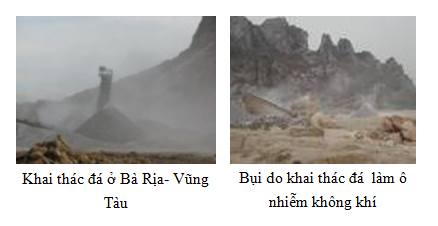 Khai thác đá ở Bà Rịa- Vũng
Tàu
Bụi do khai thác đá làm ô
nhiễm không khí